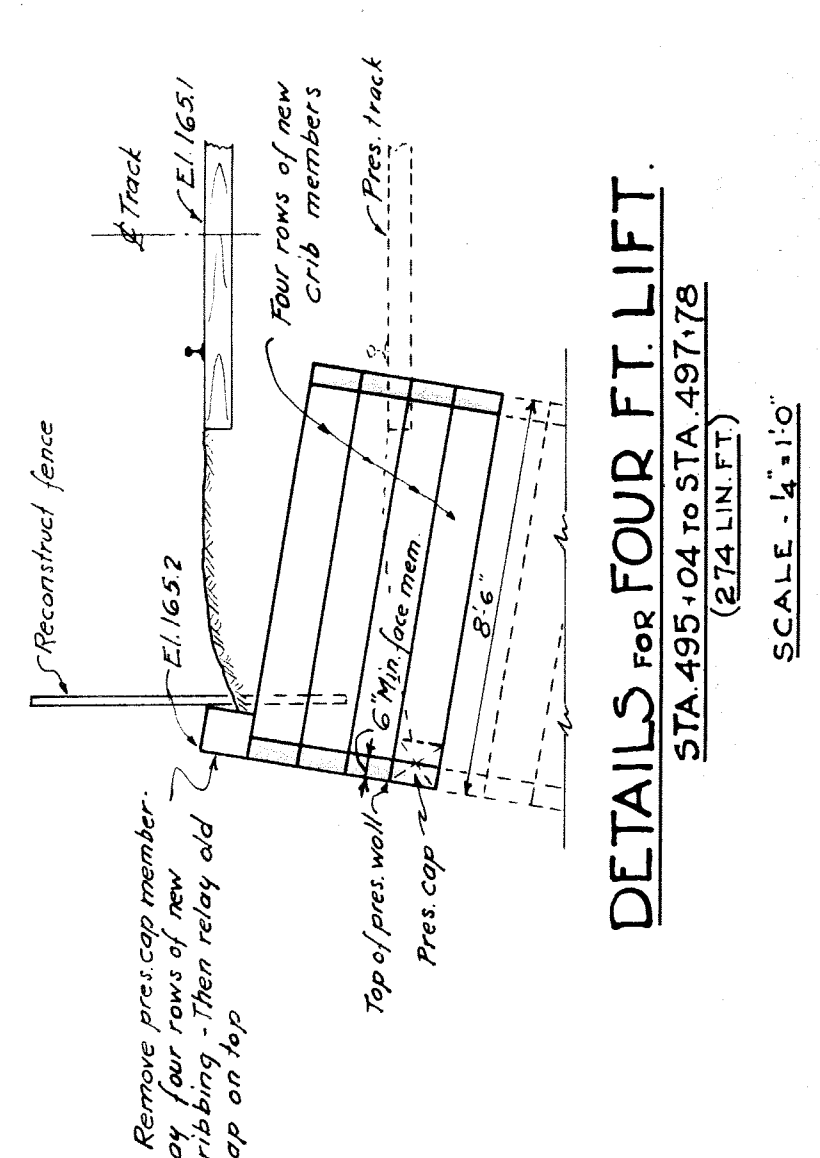 Remove pres. cap member.
ay four rows of new
ribbing - Then relay old
ap on top
Reconstruct fence
El. 165.2
℄ Track
El. 165.1
Four rows of new
crib members
Pres. track
Top of pres. wall
Pres. cap
6" Min. face mem.
8'-6"
DETAILS FOR FOUR FT. LIFT.
STA. 495+04 TO STA. 497+78
(274 LIN. FT.)
SCALE - 1/4" = 1'-0"